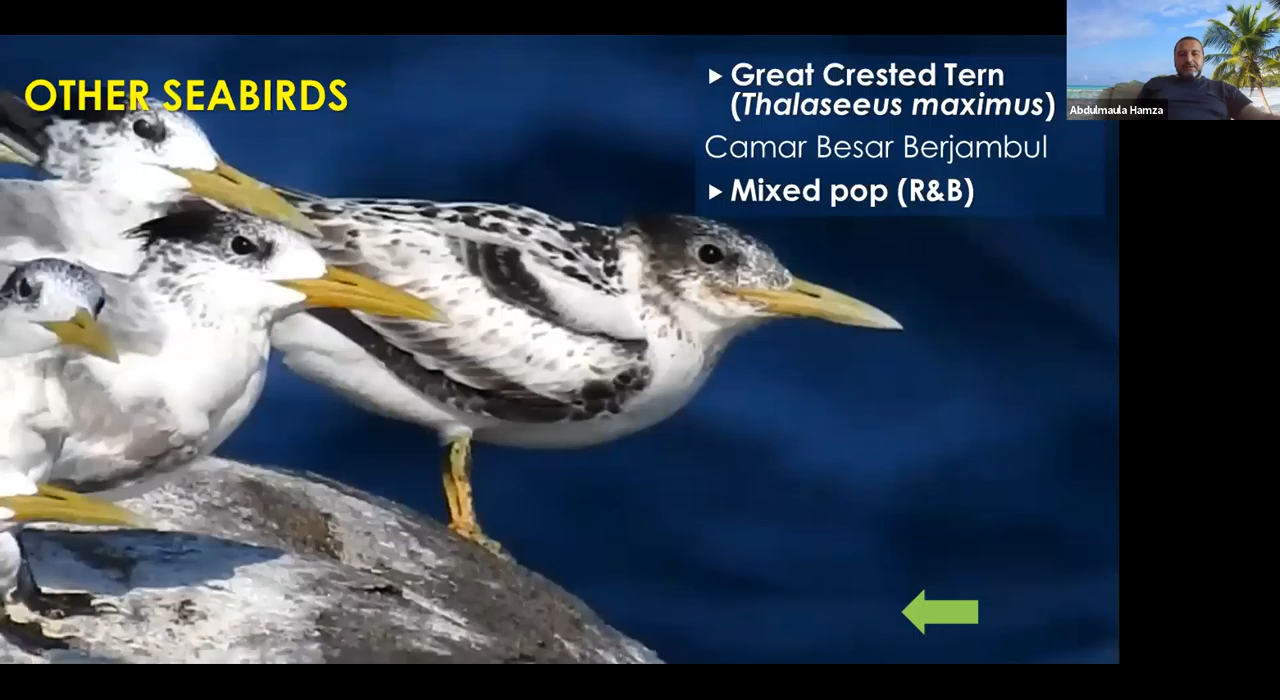 OTHER SEABIRDS
Great Crested Tern
(Thalaseeus maximus)
Camar Besar Berjambul
Mixed pop (R&B)
Abdulmaula Hamza